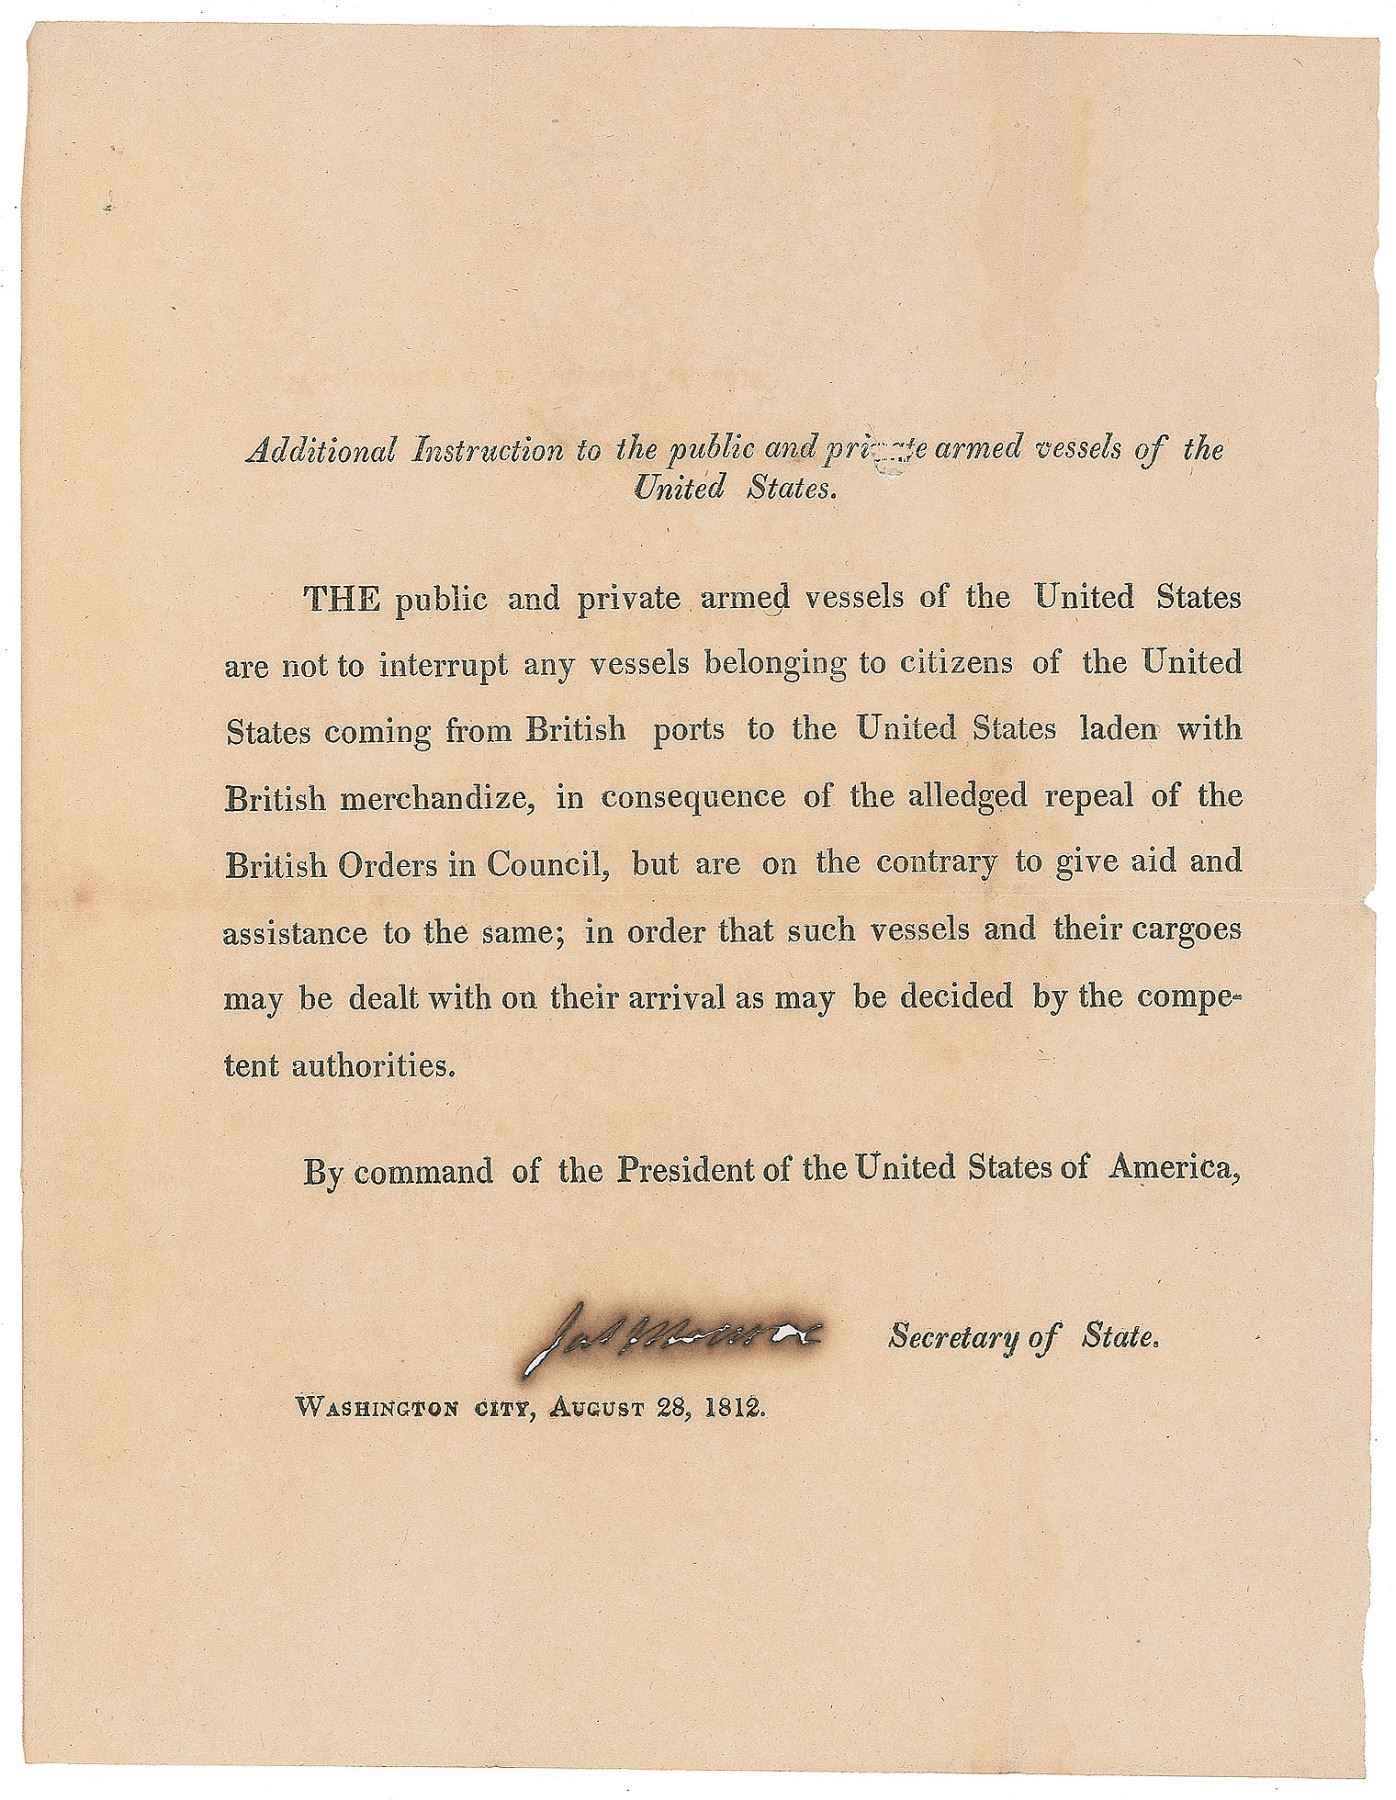 Additional Instruction to the public and private armed vessels of the
United States.
THE public and private armed vessels of the United States
are not to interrupt any vessels belonging to citizens of the United
States coming from British ports to the United States laden with
British merchandize, in consequence of the alledged repeal of the
British Orders in Council, but are on the contrary to give aid and
assistance to the same; in order that such vessels and their cargoes
may be dealt with on their arrival as may be decided by the compe-
tent authorities.
By command of the President of the United States of America,
Jas Monroe Secretary of State.
WASHINGTON CITY, AUGUST 28, 1812.